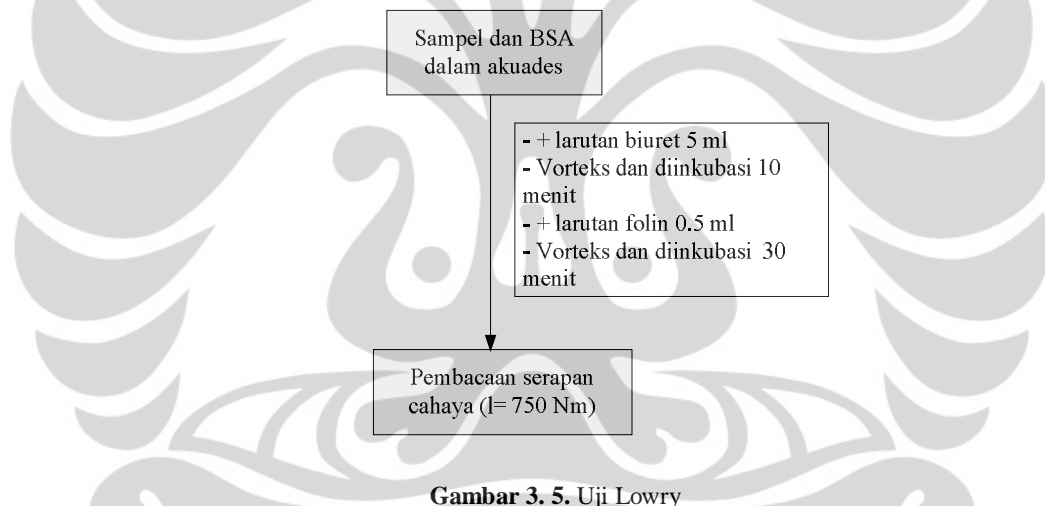 Sampel dan BSA
dalam akuades
- + larutan biuret 5 ml
- Vorteks dan diinkubasi 10
menit
- + larutan folin 0.5 ml
- Vorteks dan diinkubasi  30
menit
Pembacaan serapan
cahaya (l= 750 Nm)
Gambar 3. 5. Uji Lowry